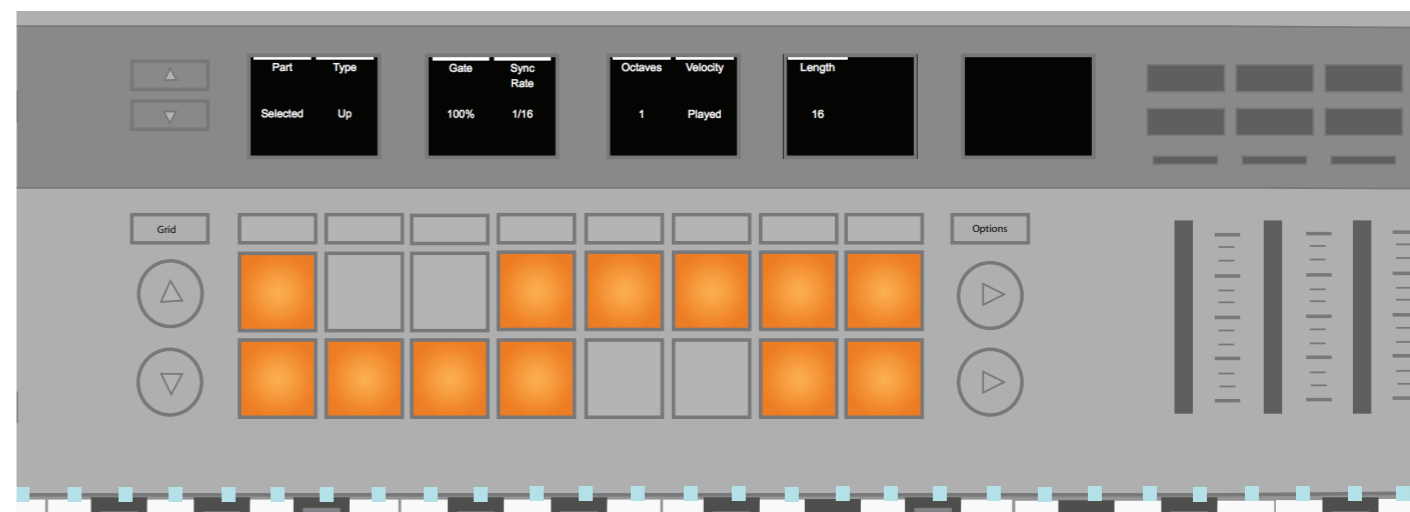 Part Type
Selected Up
Gate Sync
Rate
100% 1/16
Octaves Velocity
1 Played
Length
16
Grid
Options